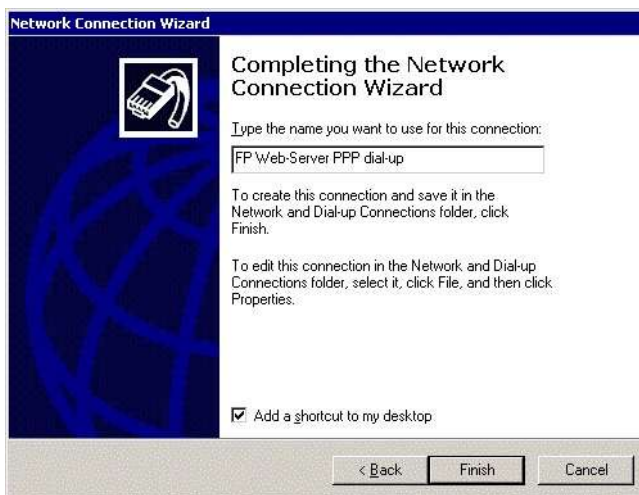 Network Connection Wizard
Completing the Network
Connection Wizard
Type the name you want to use for this connection:
FP Web-Server PPP dial-up
To create this connection and save it in the
Network and Dial-up Connections folder, click
Finish.
To edit this connection in the Network and Dial-up
Connections folder, select it, click File, and then click
Properties.
Add a shortcut to my desktop
< Back
Finish
Cancel